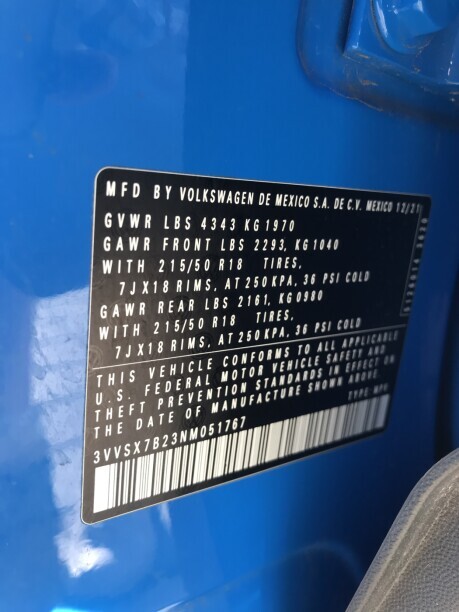 MFD BY VOLKSWAGEN DE MEXICO S.A. DE C.V. MEXICO 12/21
GVWR LBS 4343 KG 1970
GAWR FRONT LBS 2293, KG 1040
WITH 215/50 R18 TIRES,
7JX18 RIMS, AT 250 KPA, 36 PSI COLD
GAWR REAR LBS 2161, KG 0980
WITH 215/50 R18 TIRES,
7JX18 RIMS, AT 250 KPA, 36 PSI COLD
THIS VEHICLE CONFORMS TO ALL APPLICABLE
U.S. FEDERAL MOTOR VEHICLE SAFETY AND
THEFT PREVENTION STANDARDS IN EFFECT ON
THE DATE OF MANUFACTURE SHOWN ABOVE.
3VVSX7B23NM051767
TYPE MPV